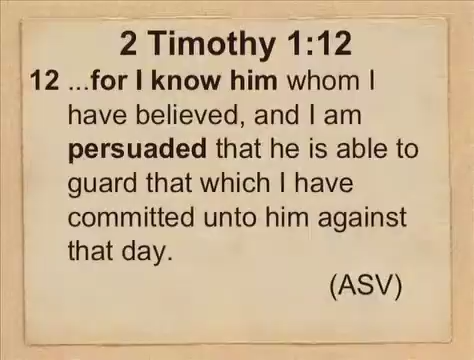 2 Timothy 1:12
12 ...for I know him whom I
have believed, and I am
persuaded that he is able to
guard that which I have
committed unto him against
that day.
(ASV)